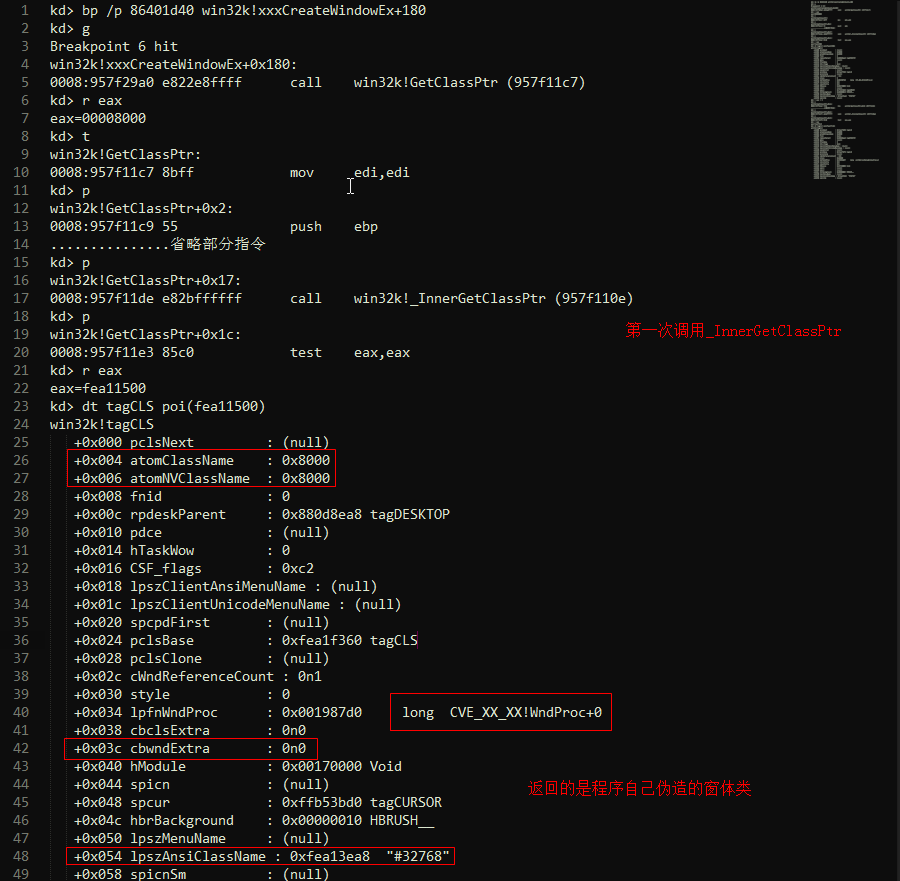 1 kd> bp /p 86401d40 win32k!xxxCreateWindowEx+180
2 kd> g
3 Breakpoint 6 hit
4 win32k!xxxCreateWindowEx+0x180:
5 0008:957f29a0 e822e8ffff call win32k!GetClassPtr (957f11c7)
6 kd> r eax
7 eax=00008000
8 kd> t
9 win32k!GetClassPtr:
10 0008:957f11c7 8bff mov edi,edi
11 kd> p
12 win32k!GetClassPtr+0x2:
13 0008:957f11c9 55 push ebp
14 ...............省略部分指令
15 kd> p
16 win32k!GetClassPtr+0x17:
17 0008:957f11de e82bffffff call win32k!_InnerGetClassPtr (957f110e)
18 kd> p
第一次调用_InnerGetClassPtr
19 win32k!GetClassPtr+0x1c:
20 0008:957f11e3 85c0 test eax,eax
21 kd> r eax
22 eax=fea11500
23 kd> dt tagCLS poi(fea11500)
24 win32k!tagCLS
25 +0x000 pclsNext : (null)
26 +0x004 atomClassName : 0x8000
27 +0x006 atomNVClassName : 0x8000
28 +0x008 fnid : 0
29 +0x00c rpdeskParent : 0x880d8ea8 tagDESKTOP
30 +0x010 pdce : (null)
31 +0x014 hTaskWow : 0
32 +0x016 CSF_flags : 0xc2
33 +0x018 lpszClientAnsiMenuName : (null)
34 +0x01c lpszClientUnicodeMenuName : (null)
35 +0x020 spcpdFirst : (null)
36 +0x024 pclsBase : 0xfea1f360 tagCLS
37 +0x028 pclsClone : (null)
38 +0x02c cWndReferenceCount : 0n1
39 +0x030 style : 0
40 +0x034 lpfnWndProc : 0x001987d0 long CVE_XX_XX!WndProc+0
41 +0x038 cbclsExtra : 0n0
42 +0x03c cbwndExtra : 0n0
43 +0x040 hModule : 0x00170000 Void
44 +0x044 spicn : (null)
返回的是程序自己伪造的窗体类
45 +0x048 spcur : 0xffb53bd0 tagCURSOR
46 +0x04c hbrBackground : 0x00000010 HBRUSH__
47 +0x050 lpszMenuName : (null)
48 +0x054 lpszAnsiClassName : 0xfea13ea8 "#32768"
49 +0x058 spicnSm : (null)